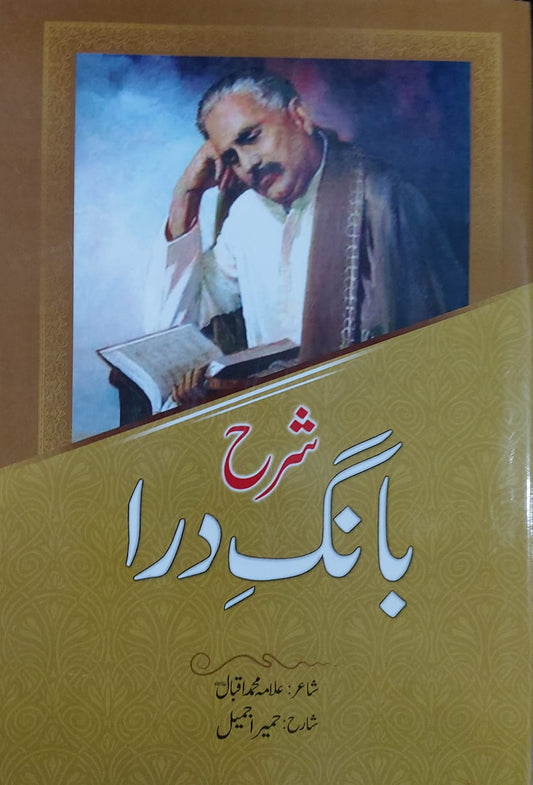 شرح
بانگِ درا
شاعر: علامہ محمد اقبالؒ
شارح: حمیرا جمیل